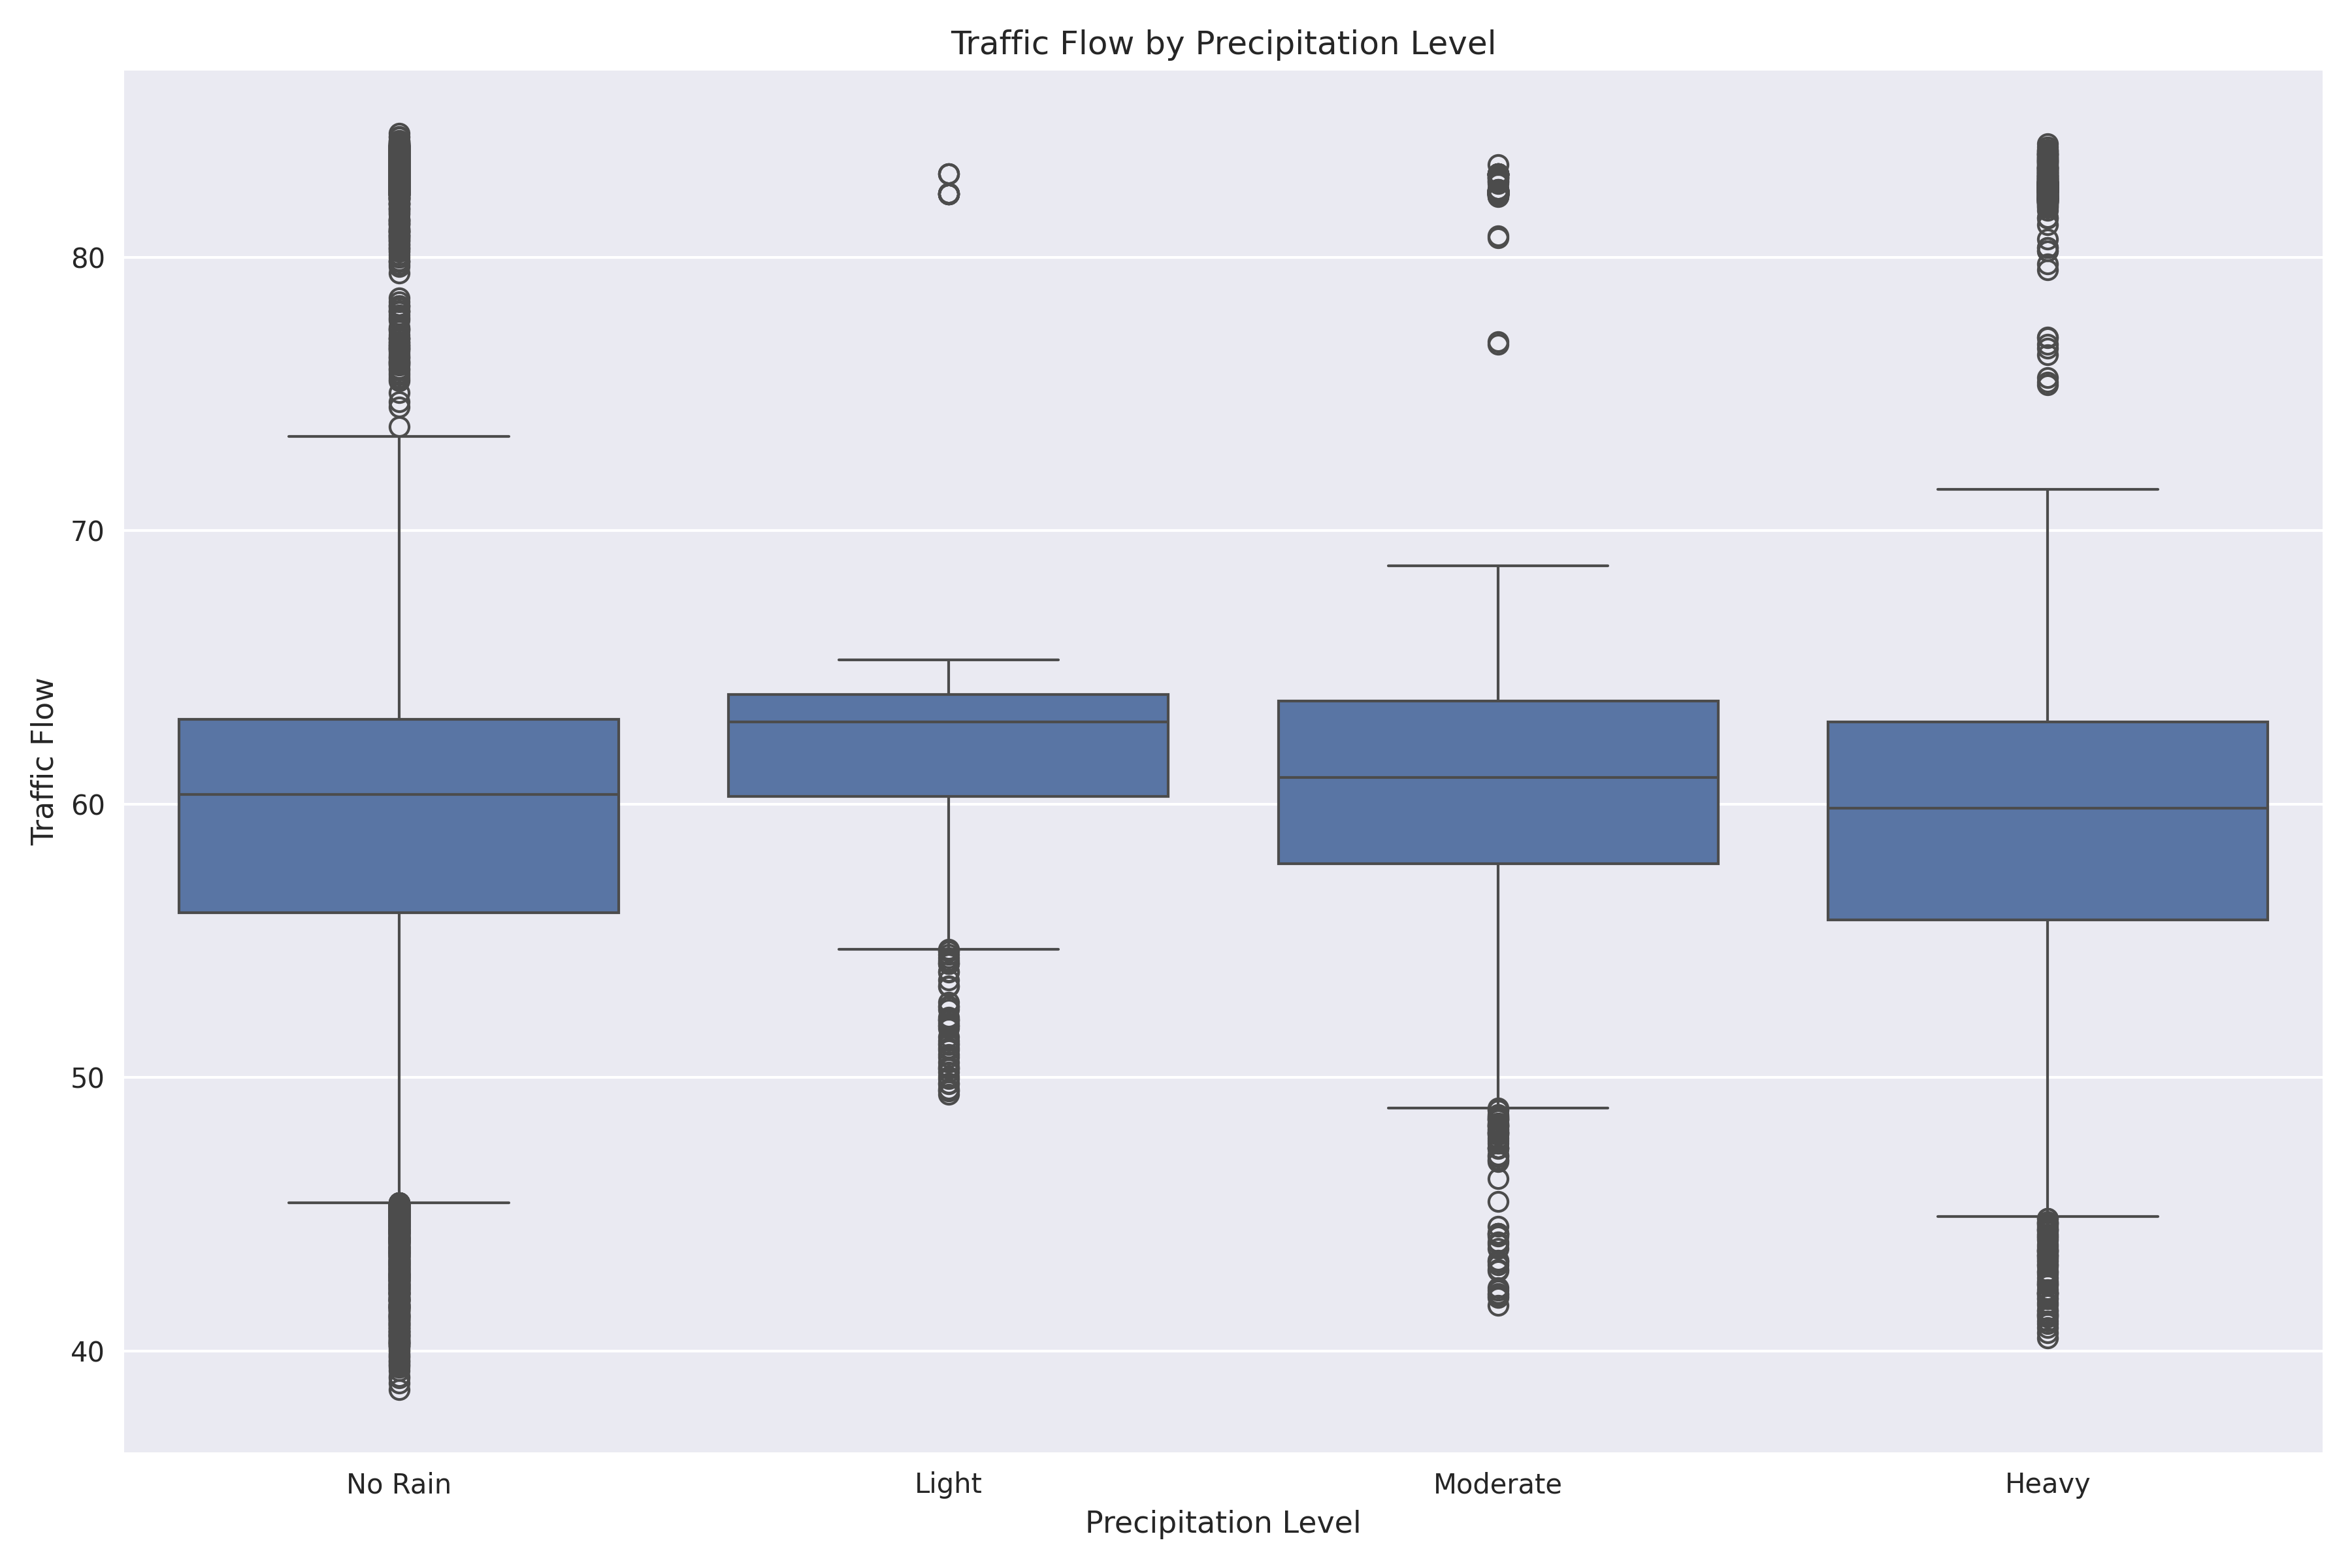 Traffic Flow by Precipitation Level
Traffic Flow
80
70
60
50
40
No Rain
Light
Moderate
Heavy
Precipitation Level